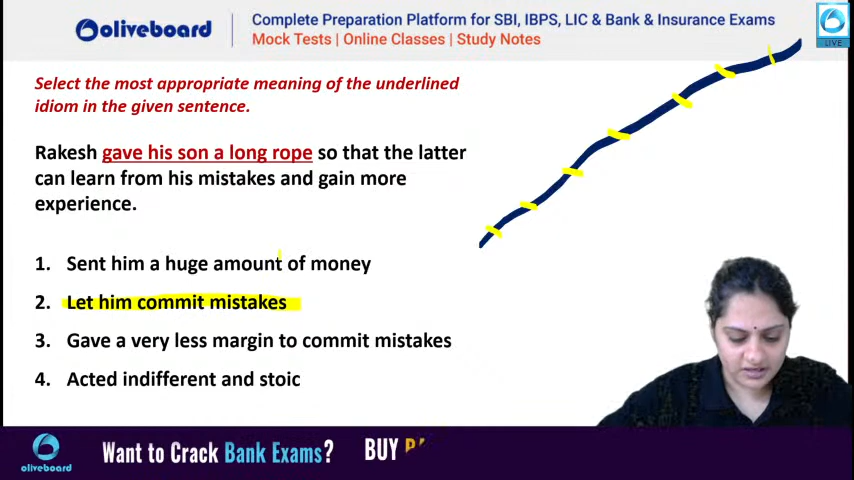 oliveboard
Complete Preparation Platform for SBI, IBPS, LIC & Bank & Insurance Exams
Mock Tests | Online Classes | Study Notes
LIVE
Select the most appropriate meaning of the underlined
idiom in the given sentence.
Rakesh gave his son a long rope so that the latter
can learn from his mistakes and gain more
experience.
1. Sent him a huge amount of money
2. Let him commit mistakes
3. Gave a very less margin to commit mistakes
4. Acted indifferent and stoic
oliveboard
Want to Crack Bank Exams?
BUY